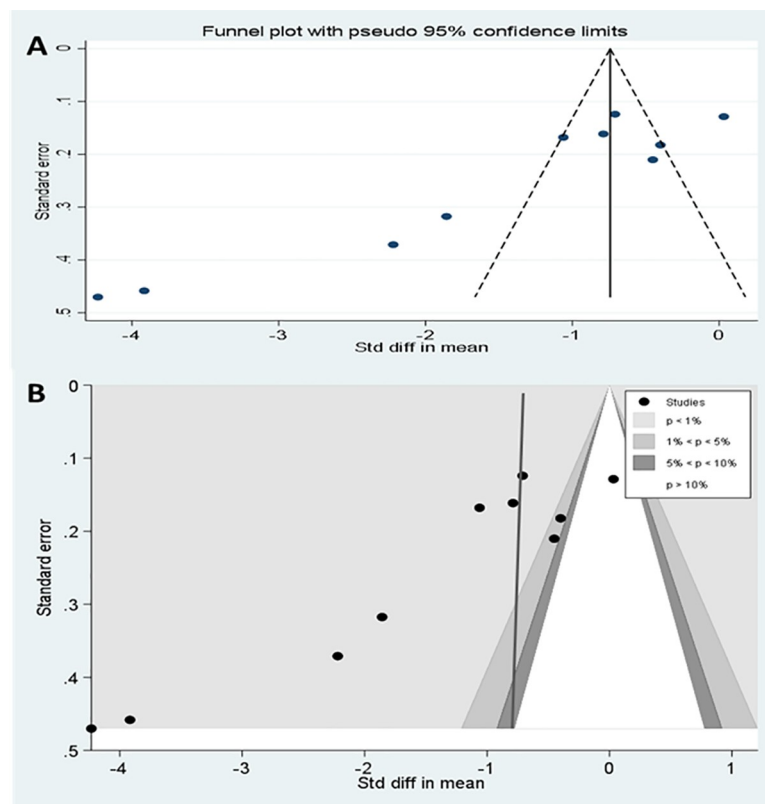 A
Funnel plot with pseudo 95% confidence limits
Standard error
0
.1
.2
.3
.4
.5
-4
-3
-2
-1
0
Std diff in mean
B
Standard error
0
.1
.2
.3
.4
.5
Studies
p < 1%
1% < p < 5%
5% < p < 10%
p > 10%
-4
-3
-2
-1
0
1
Std diff in mean